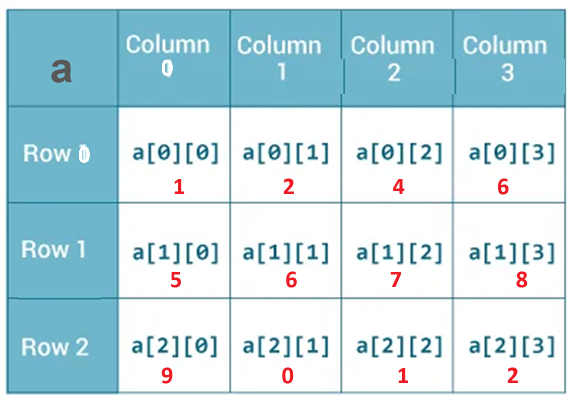 a
Column
0
Column
1
Column
2
Column
3
Row 0
a[0][0]
1
a[0][1]
2
a[0][2]
4
a[0][3]
6
Row 1
a[1][0]
5
a[1][1]
6
a[1][2]
7
a[1][3]
8
Row 2
a[2][0]
9
a[2][1]
0
a[2][2]
1
a[2][3]
2